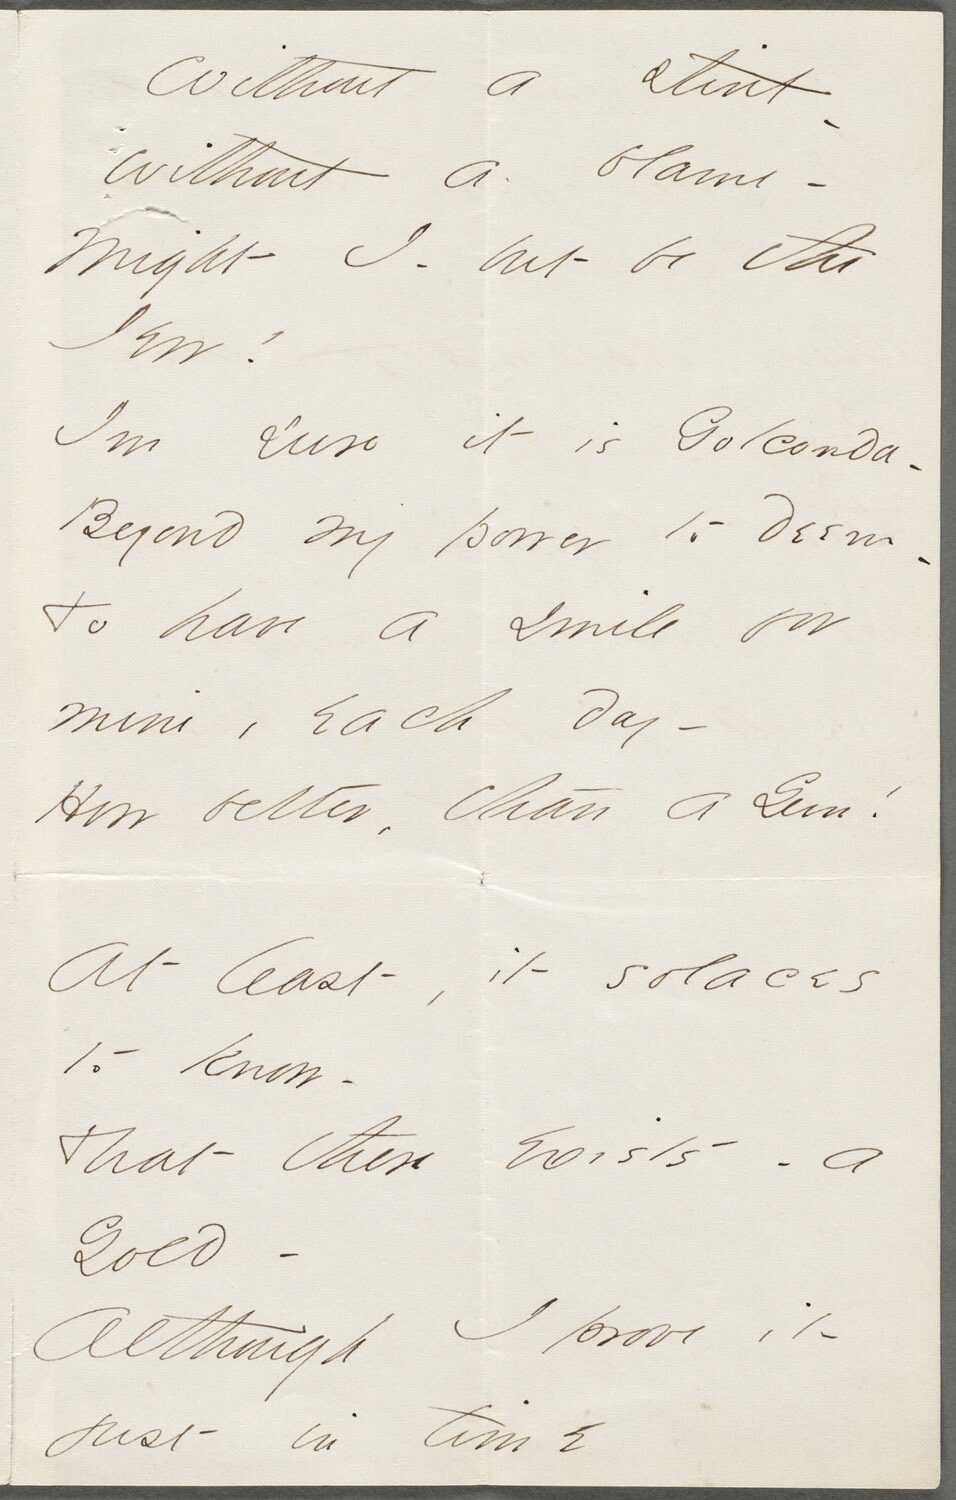 Without a stint -
Without a blame -
Might I - but be the
Jew!
I'm sure it is Golconda -
Beyond my power to deem -
To have a smile for
mine, each day -
How better, than a Gem!
At least, it solaces
to know -
That there exists - a
Gold -
Although I prove it
just in time